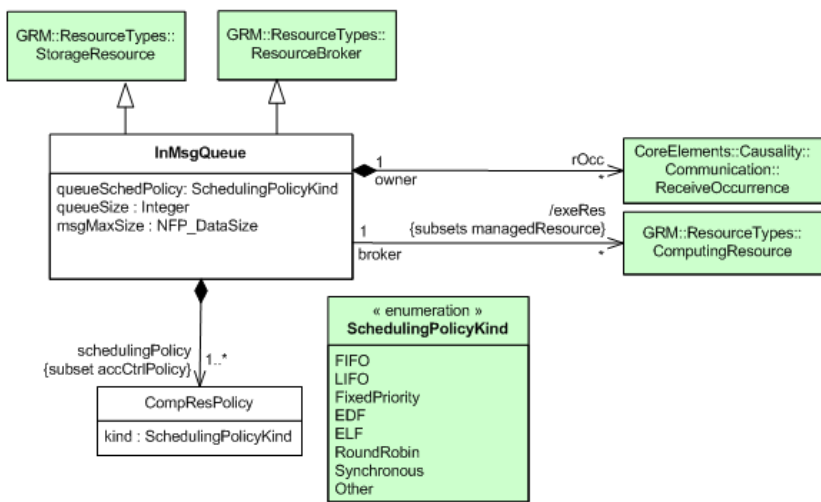 GRM::ResourceTypes::
StorageResource
GRM::ResourceTypes::
ResourceBroker
InMsgQueue
queueSchedPolicy: SchedulingPolicyKind
queueSize : Integer
msgMaxSize : NFP_DataSize
1
owner
rOcc
*
CoreElements::Causality::
Communication::
ReceiveOccurrence
/exeRes
{subsets managedResource}
1
broker
*
GRM::ResourceTypes::
ComputingResource
schedulingPolicy
{subset accCtrlPolicy}
1..*
CompResPolicy
kind : SchedulingPolicyKind
« enumeration »
SchedulingPolicyKind
FIFO
LIFO
FixedPriority
EDF
ELF
RoundRobin
Synchronous
Other